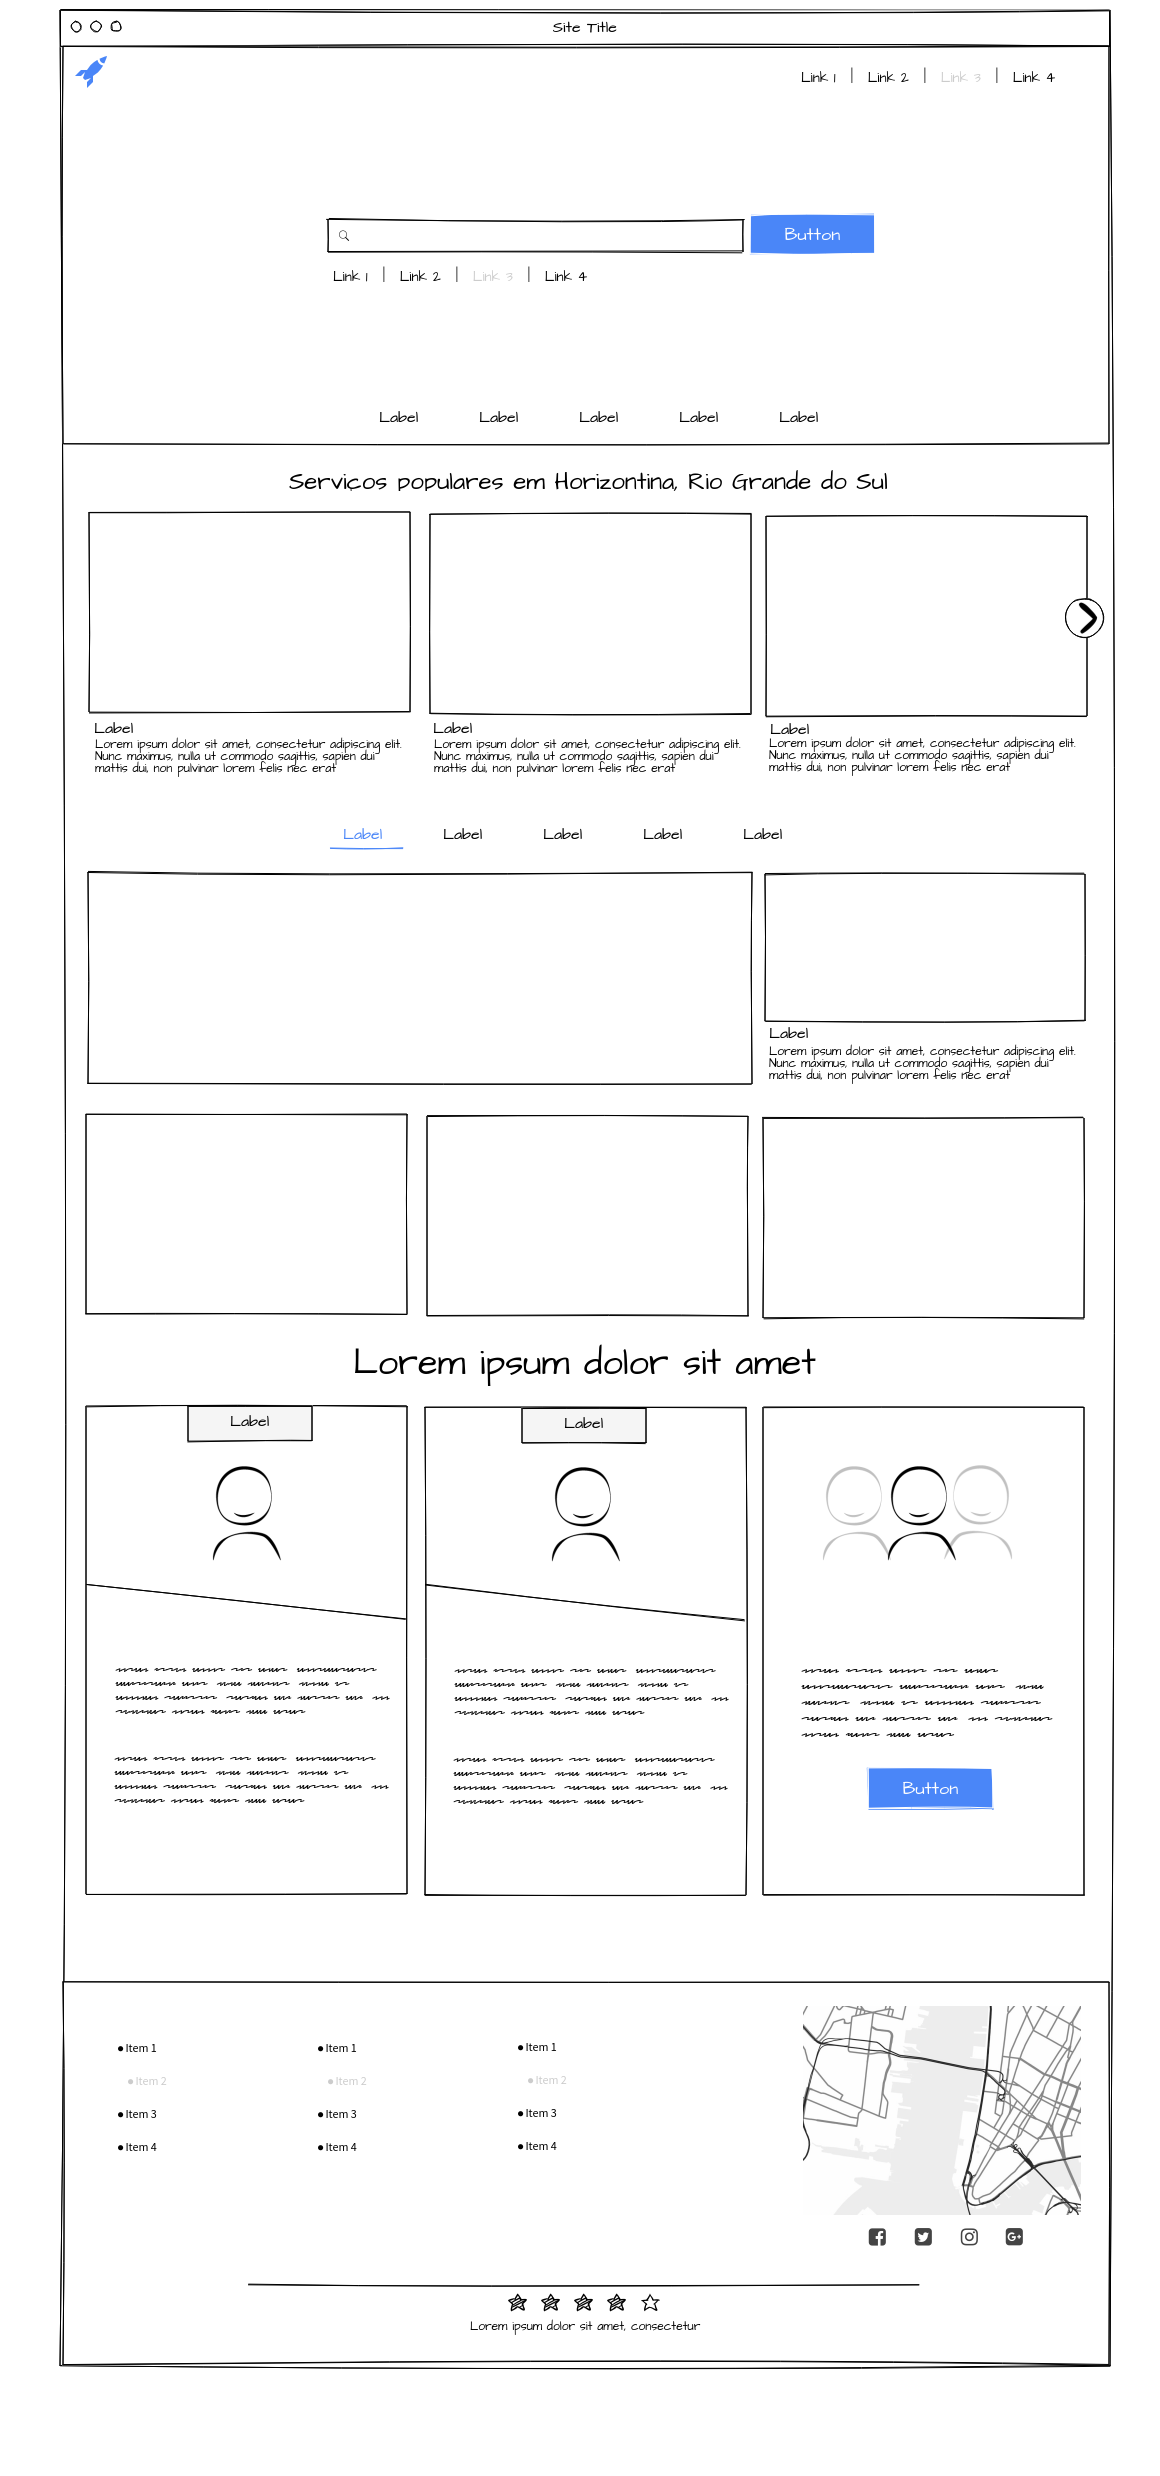 Site Title
Link 1 Link 2 Link 3 Link 4
Button
Link 1 Link 2 Link 3 Link 4
Label Label Label Label Label
Serviços populares em Horizontina, Rio Grande do Sul
Label
Lorem ipsum dolor sit amet, consectetur adipiscing elit.
Nunc maximus, nulla ut commodo sagittis, sapien dui
mattis dui, non pulvinar lorem felis nec erat
Label
Lorem ipsum dolor sit amet, consectetur adipiscing elit.
Nunc maximus, nulla ut commodo sagittis, sapien dui
mattis dui, non pulvinar lorem felis nec erat
Label
Lorem ipsum dolor sit amet, consectetur adipiscing elit.
Nunc maximus, nulla ut commodo sagittis, sapien dui
mattis dui, non pulvinar lorem felis nec erat
Label Label Label Label Label
Label
Lorem ipsum dolor sit amet, consectetur adipiscing elit.
Nunc maximus, nulla ut commodo sagittis, sapien dui
mattis dui, non pulvinar lorem felis nec erat
Lorem ipsum dolor sit amet
Label
Label
Button
Item 1
Item 2
Item 3
Item 4
Item 1
Item 2
Item 3
Item 4
Item 1
Item 2
Item 3
Item 4
Lorem ipsum dolor sit amet, consectetur